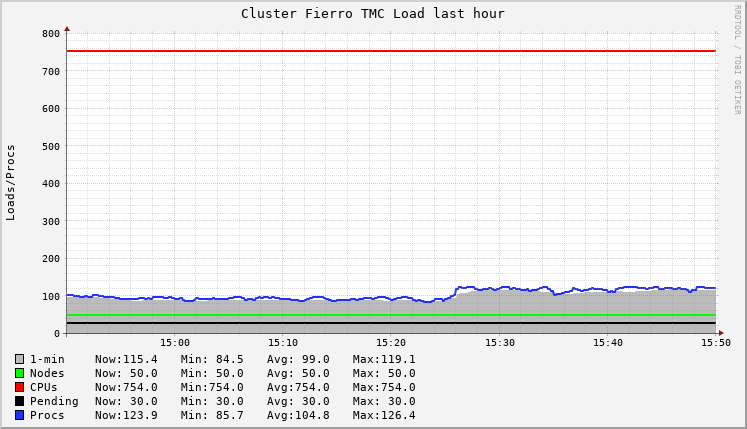 Cluster Fierro TMC Load last hour
RRDTOOL / TOBI OETIKER
Loads/Procs
800
700
600
500
400
300
200
100
0
15:00 15:10 15:20 15:30 15:40 15:50
1-min Now:115.4 Min: 84.5 Avg: 99.0 Max:119.1
Nodes Now: 50.0 Min: 50.0 Avg: 50.0 Max: 50.0
CPUs Now:754.0 Min:754.0 Avg:754.0 Max:754.0
Pending Now: 30.0 Min: 30.0 Avg: 30.0 Max: 30.0
Procs Now:123.9 Min: 85.7 Avg:104.8 Max:126.4